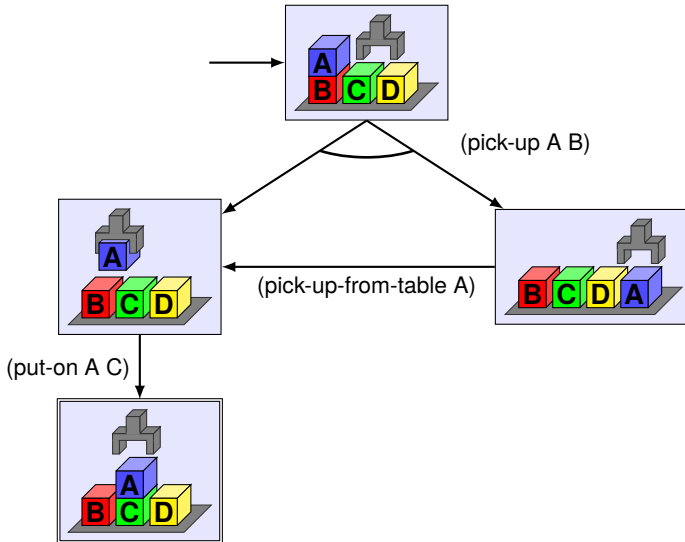 A
B C D
(pick-up A B)
A
B C D
(pick-up-from-table A)
B C D A
(put-on A C)
A
B C D